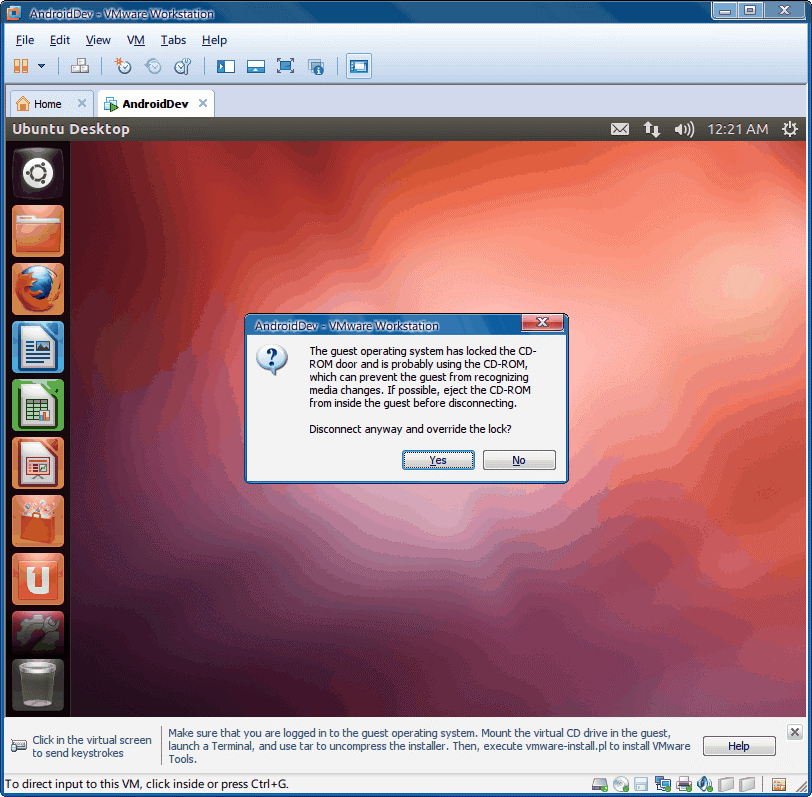 AndroidDev - VMware Workstation
File Edit View VM Tabs Help
Home AndroidDev
Ubuntu Desktop 12:21 AM
AndroidDev - VMware Workstation
The guest operating system has locked the CD-
ROM door and is probably using the CD-ROM,
which can prevent the guest from recognizing
media changes. If possible, eject the CD-ROM
from inside the guest before disconnecting.
Disconnect anyway and override the lock?
Yes No
Click in the virtual screen
to send keystrokes
Make sure that you are logged in to the guest operating system. Mount the virtual CD drive in the guest,
launch a Terminal, and use tar to uncompress the installer. Then, execute vmware-install.pl to install VMware
Tools.
Help
To direct input to this VM, click inside or press Ctrl+G.